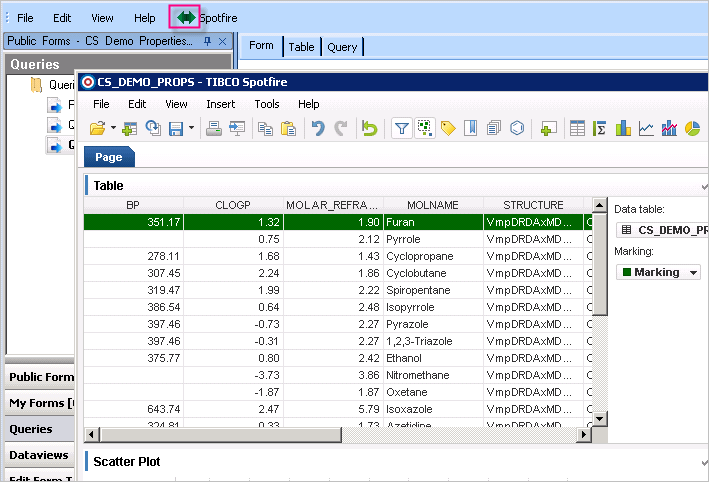 File Edit View Help Spotfire
Public Forms - CS Demo Properties...
Form Table Query
Queries
Queri
CS_DEMO_PROPS - TIBCO Spotfire
File Edit View Insert Tools Help
Page
Table
BP CLOGP MOLAR_REFRA... MOLNAME STRUCTURE
351.17 1.32 1.90 Furan VmpDRDAxMD... C
0.75 2.12 Pyrrole VmpDRDAxMD... C
278.11 1.68 1.43 Cyclopropane VmpDRDAxMD... C
307.45 2.24 1.86 Cyclobutane VmpDRDAxMD... C
319.47 1.99 2.22 Spiropentane VmpDRDAxMD... C
386.54 0.64 2.48 Isopyrrole VmpDRDAxMD... C
397.46 -0.73 2.27 Pyrazole VmpDRDAxMD... C
397.46 -0.31 2.27 1,2,3-Triazole VmpDRDAxMD... C
375.77 0.80 2.42 Ethanol VmpDRDAxMD... C
-3.73 3.86 Nitromethane VmpDRDAxMD... C
-1.87 1.87 Oxetane VmpDRDAxMD... C
643.74 2.47 5.79 Isoxazole VmpDRDAxMD... C
324.81 0.33 1.73 Azetidine VmpDRDAxMD... C
Data table:
CS_DEMO_PR
Marking:
Marking
Public Form
My Forms [
Queries
Dataviews
Edit Form T
Scatter Plot